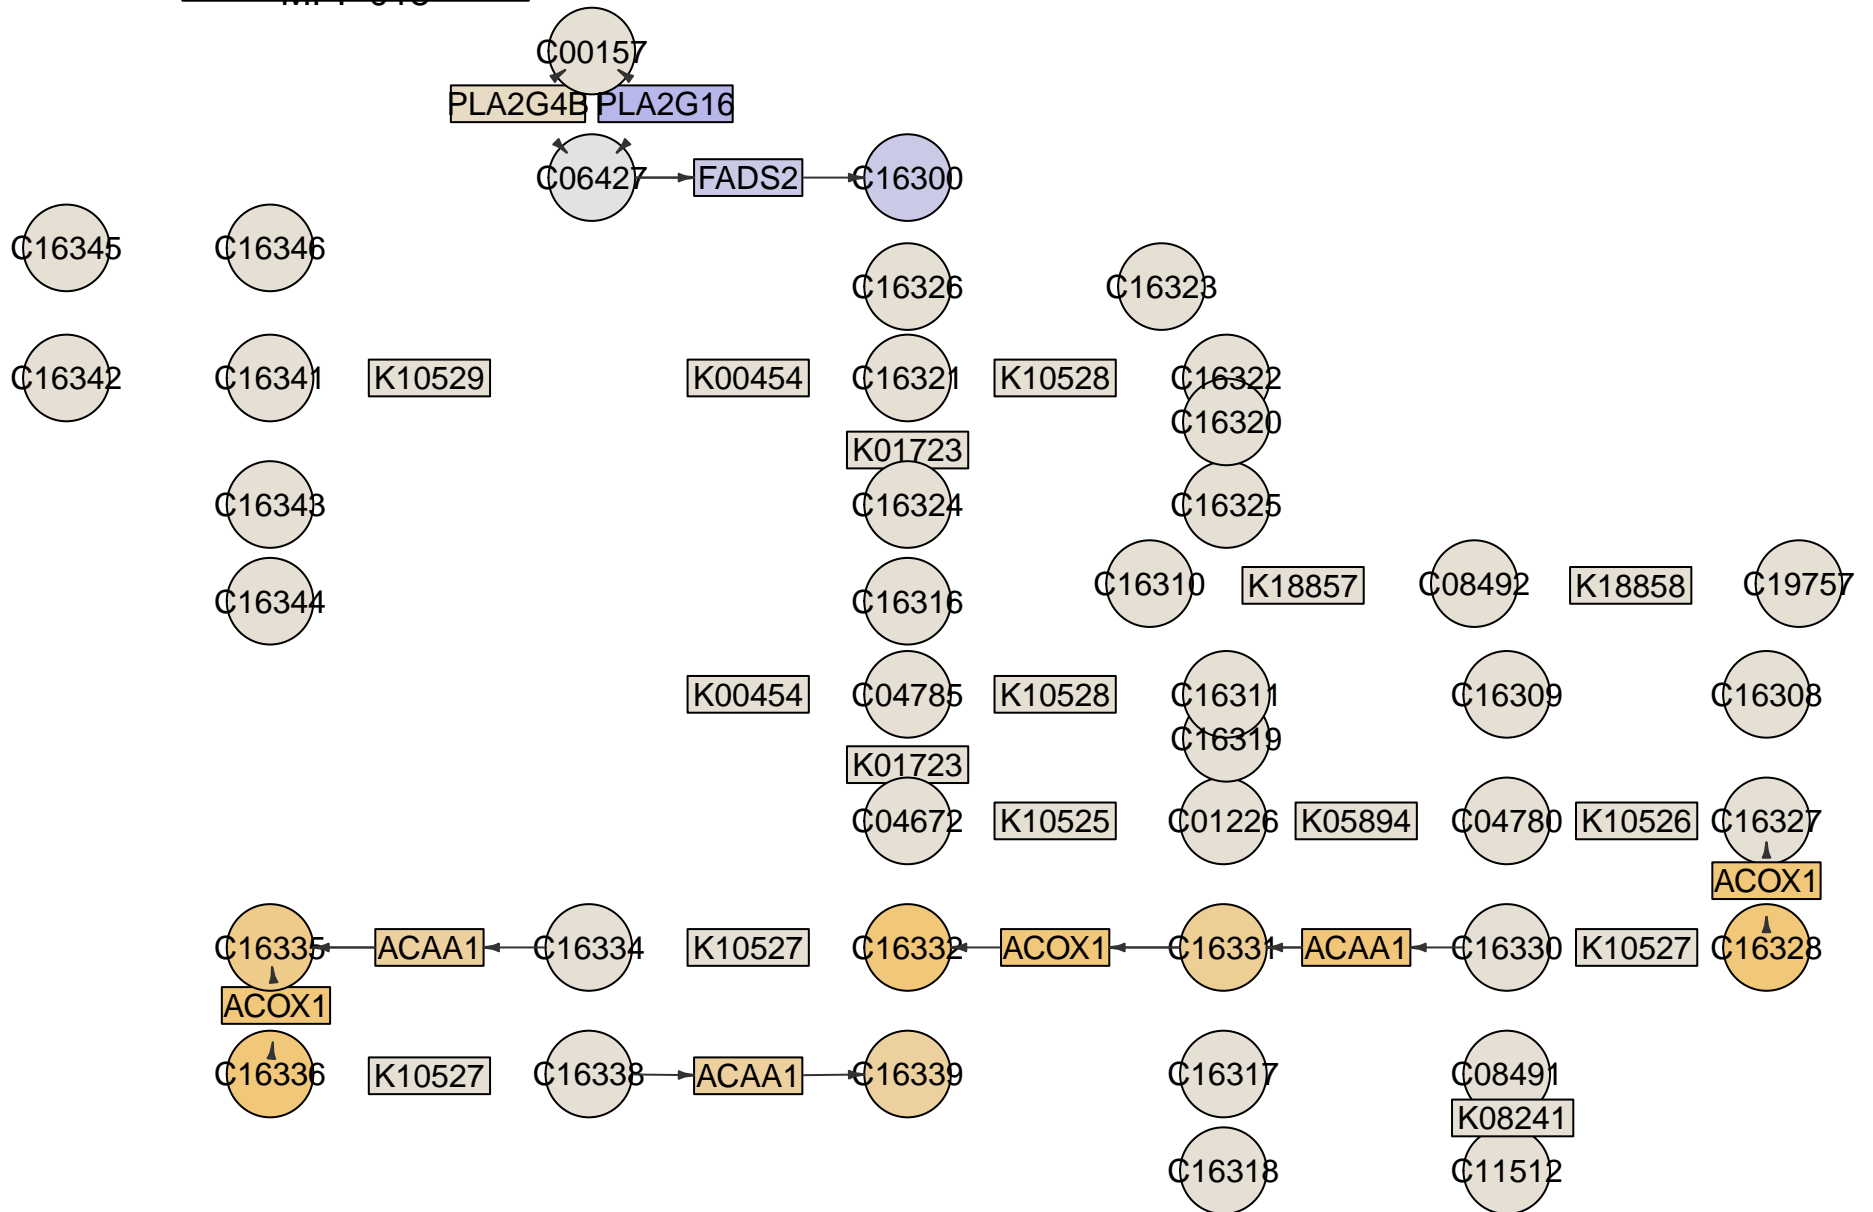 C00157
PLA2G4B PLA2G16
C06427 FADS2 C16300
C16345 C16346
C16326 C16323
C16342 C16341 K10529 K00454 C16321 K10528 C16322
C16320
K01723
C16343 C16324 C16325
C16310 K18857 C08492 K18858 C19757
C16344 C16316
K00454 C04785 K10528 C16311 C16309 C16308
C16319
K01723
C04672 K10525 C01226 K05894 C04780 K10526 C16327
ACOX1
C16335 ACAA1 C16334 K10527 C16332 ACOX1 C16331 ACAA1 C16330 K10527 C16328
ACOX1
C16336 K10527 C16338 ACAA1 C16339 C16317 C08491
K08241
C16318 C11512